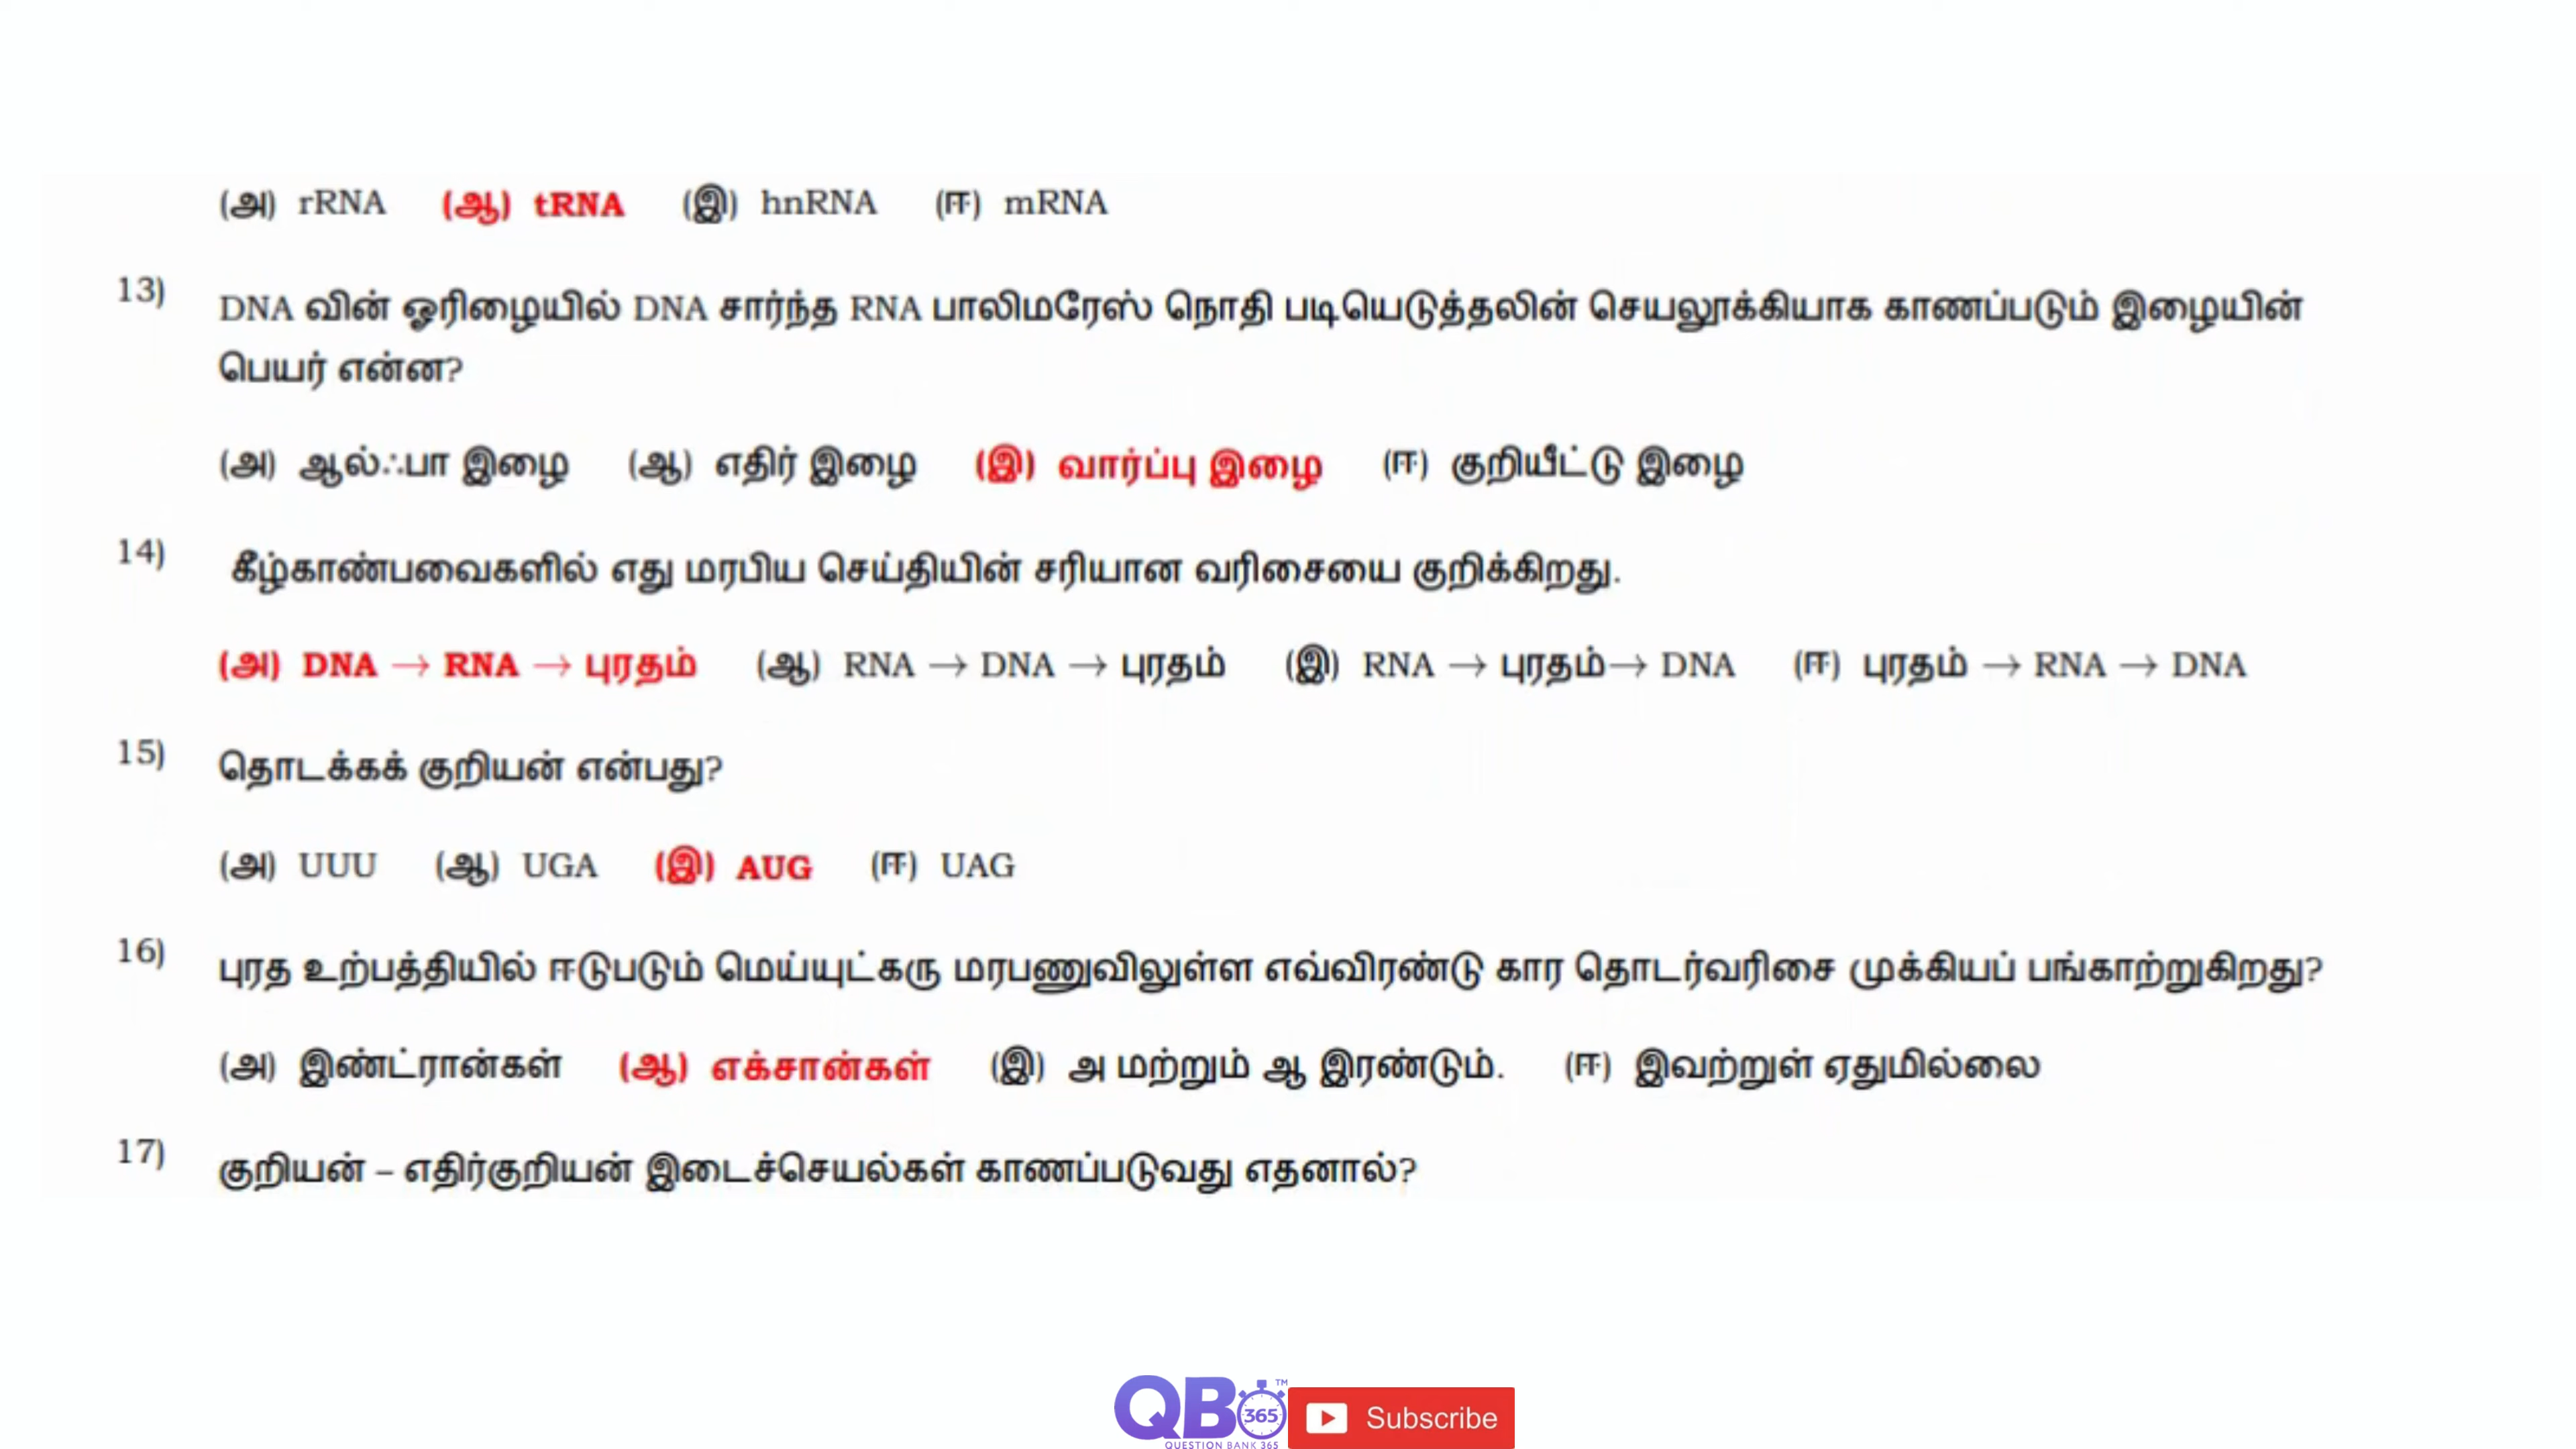 (அ) rRNA (ஆ) tRNA (இ) hnRNA (ஈ) mRNA
13) DNA வின் ஓரிழையில் DNA சார்ந்த RNA பாலிமரேஸ் நொதி படியெடுத்தலின் செயலூக்கியாக காணப்படும் இழையின்
பெயர் என்ன?
(அ) ஆல்ஃபா இழை (ஆ) எதிர் இழை (இ) வார்ப்பு இழை (ஈ) குறியீட்டு இழை
14) கீழ்காண்பவைகளில் எது மரபிய செய்தியின் சரியான வரிசையை குறிக்கிறது.
(அ) DNA → RNA → புரதம் (ஆ) RNA → DNA → புரதம் (இ) RNA → புரதம்→ DNA (ஈ) புரதம் → RNA → DNA
15) தொடக்கக் குறியன் என்பது?
(அ) UUU (ஆ) UGA (இ) AUG (ஈ) UAG
16) புரத உற்பத்தியில் ஈடுபடும் மெய்யுட்கரு மரபணுவிலுள்ள எவ்விரண்டு கார தொடர்வரிசை முக்கியப் பங்காற்றுகிறது?
(அ) இண்ட்ரான்கள் (ஆ) எக்சான்கள் (இ) அ மற்றும் ஆ இரண்டும். (ஈ) இவற்றுள் ஏதுமில்லை
17) குறியன் – எதிர்குறியன் இடைச்செயல்கள் காணப்படுவது எதனால்?
QB 365 ™ Subscribe
QUESTION BANK 365